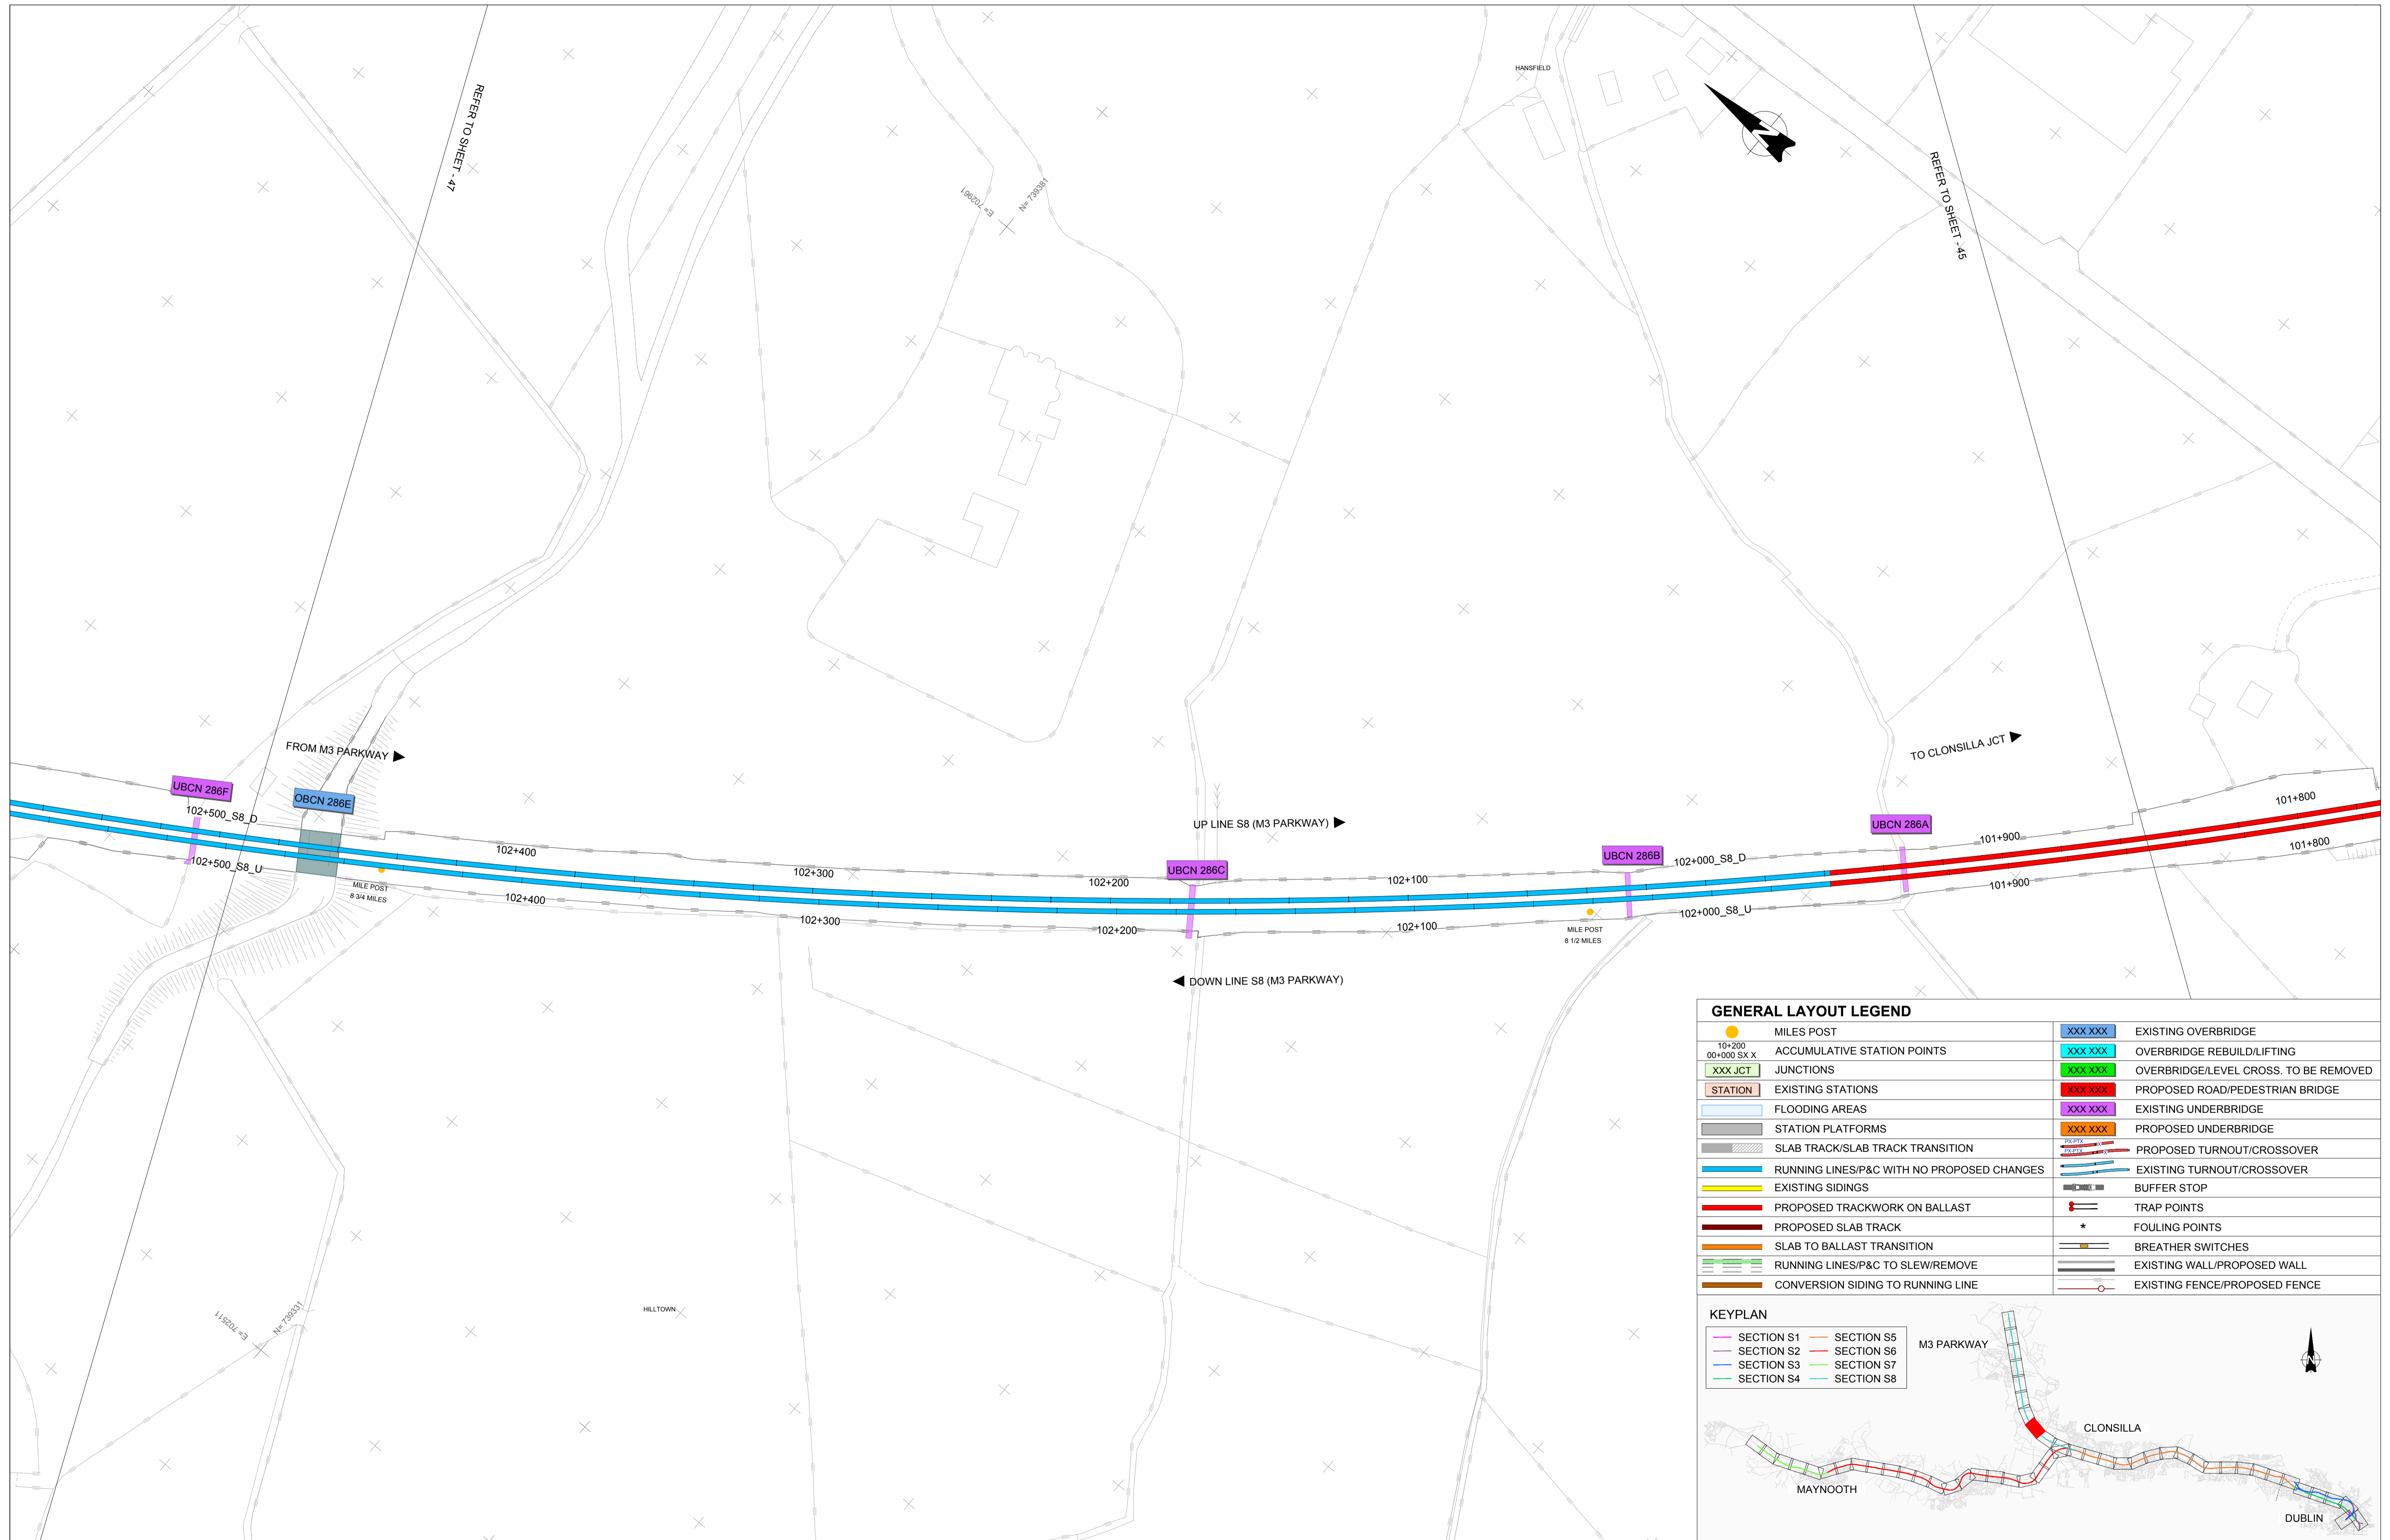 HANSFIELD
REFER TO SHEET - 47
REFER TO SHEET - 45
N
E= 702961
N= 739381
FROM M3 PARKWAY
TO CLONSILLA JCT
UBCN 286F
OBCN 286E
102+500_S8_D
102+500_S8_U
MILE POST
8 3/4 MILES
102+400
102+400
102+300
102+300
102+200
102+200
UP LINE S8 (M3 PARKWAY)
UBCN 286C
DOWN LINE S8 (M3 PARKWAY)
102+100
102+100
UBCN 286B
MILE POST
8 1/2 MILES
102+000_S8_D
102+000_S8_U
UBCN 286A
101+900
101+900
101+800
101+800
E= 702511
N= 739331
HILLTOWN
GENERAL LAYOUT LEGEND
MILES POST
10+200
00+000 SX X
ACCUMULATIVE STATION POINTS
XXX JCT JUNCTIONS
STATION EXISTING STATIONS
FLOODING AREAS
STATION PLATFORMS
SLAB TRACK/SLAB TRACK TRANSITION
RUNNING LINES/P&C WITH NO PROPOSED CHANGES
EXISTING SIDINGS
PROPOSED TRACKWORK ON BALLAST
PROPOSED SLAB TRACK
SLAB TO BALLAST TRANSITION
RUNNING LINES/P&C TO SLEW/REMOVE
CONVERSION SIDING TO RUNNING LINE
XXX XXX EXISTING OVERBRIDGE
XXX XXX OVERBRIDGE REBUILD/LIFTING
XXX XXX OVERBRIDGE/LEVEL CROSS. TO BE REMOVED
XXX XXX PROPOSED ROAD/PEDESTRIAN BRIDGE
XXX XXX EXISTING UNDERBRIDGE
XXX XXX PROPOSED UNDERBRIDGE
PX-PTX
PX-PTX
PROPOSED TURNOUT/CROSSOVER
EXISTING TURNOUT/CROSSOVER
BUFFER STOP
TRAP POINTS
* FOULING POINTS
BREATHER SWITCHES
EXISTING WALL/PROPOSED WALL
EXISTING FENCE/PROPOSED FENCE
KEYPLAN
SECTION S1
SECTION S2
SECTION S3
SECTION S4
SECTION S5
SECTION S6
SECTION S7
SECTION S8
M3 PARKWAY
N
CLONSILLA
MAYNOOTH
DUBLIN